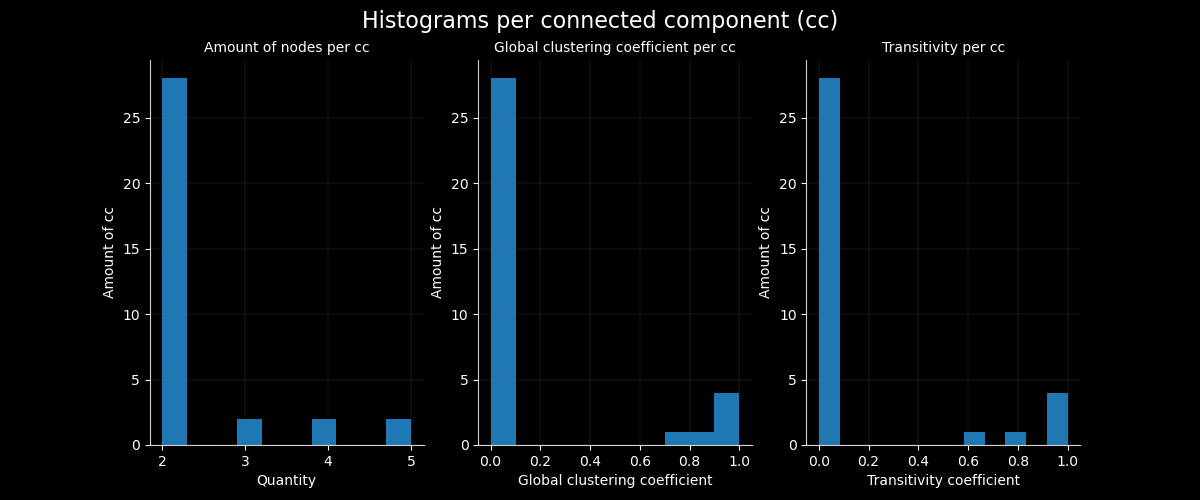 Histograms per connected component (cc)
Amount of nodes per cc
Amount of cc
25
20
15
10
5
0
2 3 4 5
Quantity
Global clustering coefficient per cc
Amount of cc
25
20
15
10
5
0
0.0 0.2 0.4 0.6 0.8 1.0
Global clustering coefficient
Transitivity per cc
Amount of cc
25
20
15
10
5
0
0.0 0.2 0.4 0.6 0.8 1.0
Transitivity coefficient